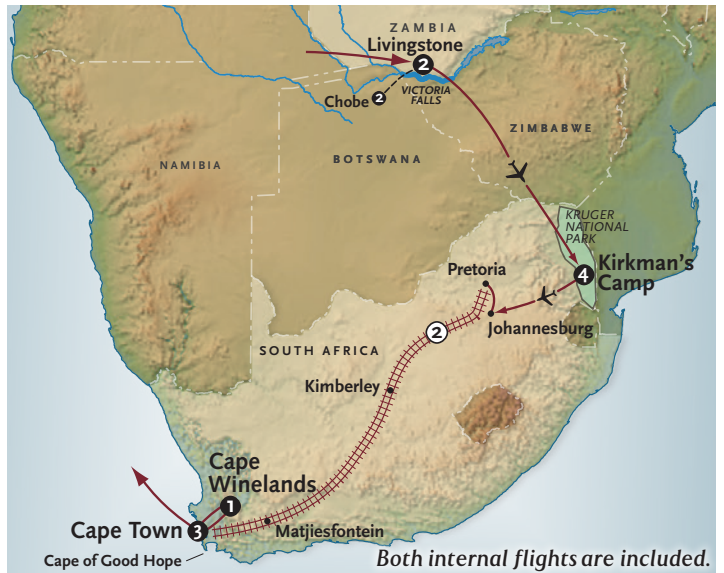 ZAMBIA
Livingstone
2
Chobe 2
VICTORIA
FALLS
ZIMBABWE
NAMIBIA
BOTSWANA
KRUGER
NATIONAL
PARK
Pretoria
4 Kirkman's
Camp
Johannesburg
2
SOUTH AFRICA
Kimberley
Cape
Winelands
1
Cape Town 3
Matjiesfontein
Cape of Good Hope
Both internal flights are included.